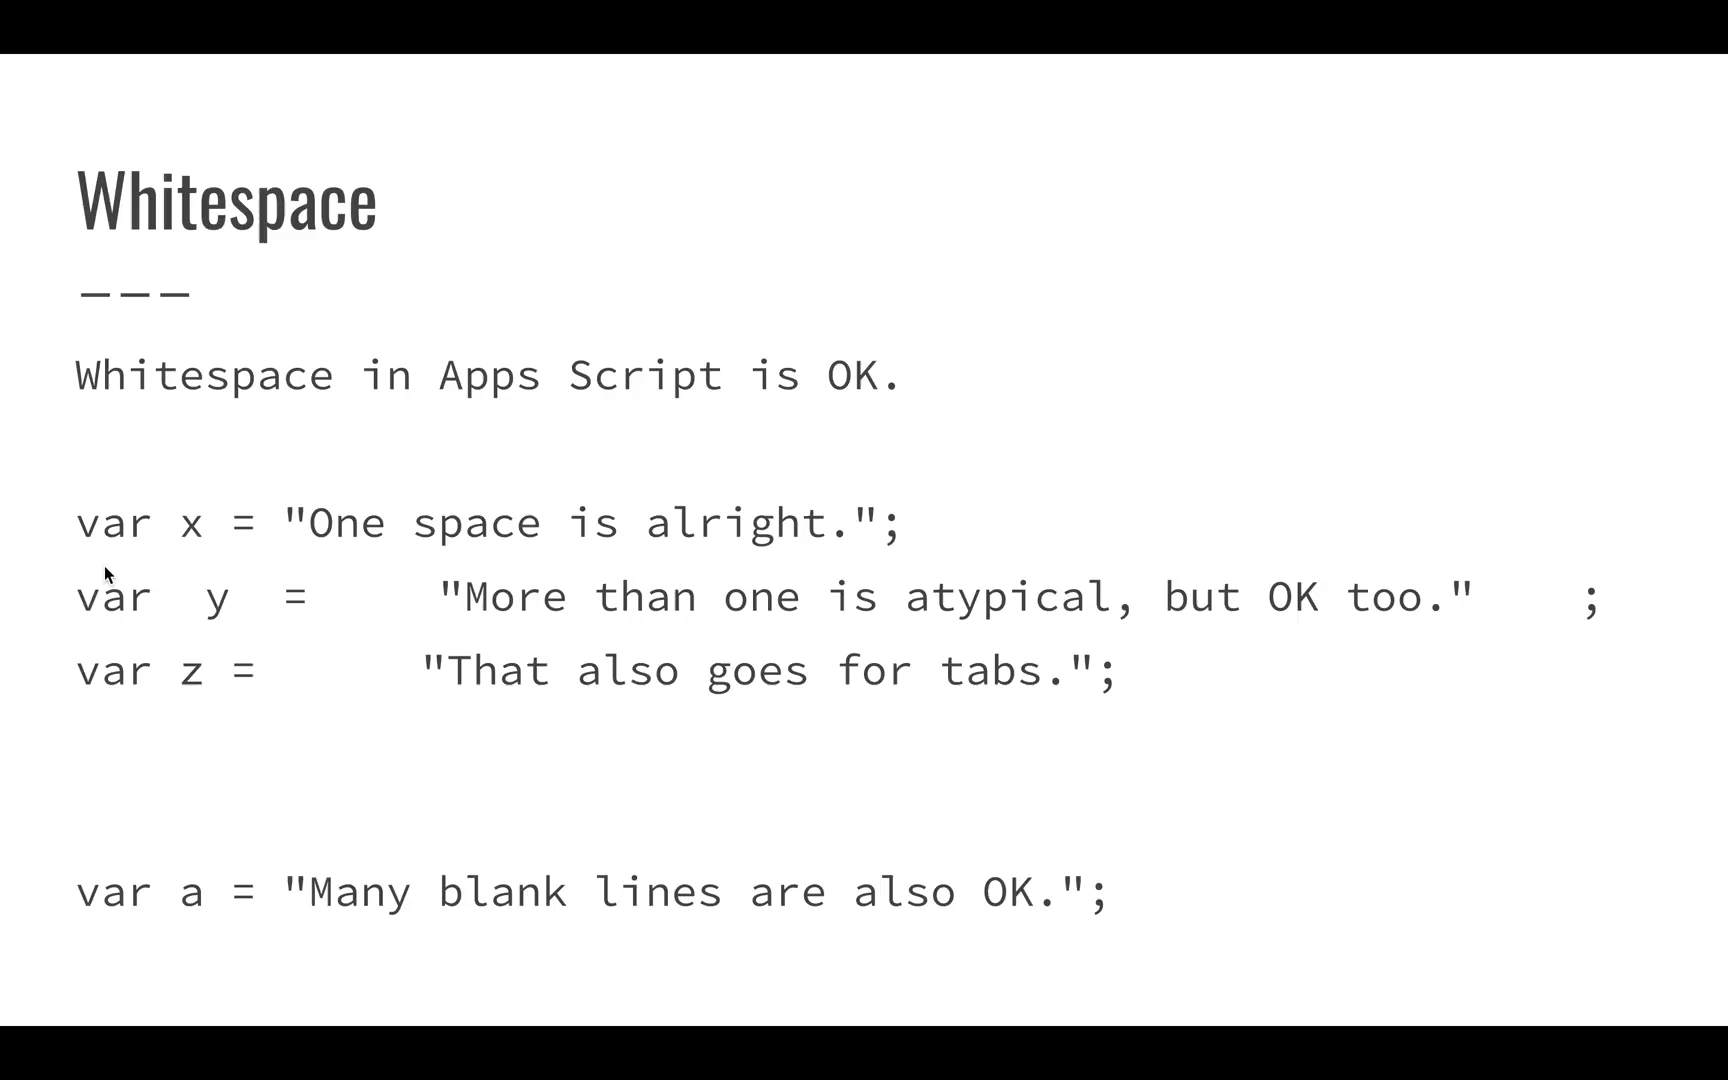 Whitespace
———
Whitespace in Apps Script is OK.
var x = "One space is alright.";
var  y  =     "More than one is atypical, but OK too."    ;
var z =      "That also goes for tabs.";
var a = "Many blank lines are also OK.";